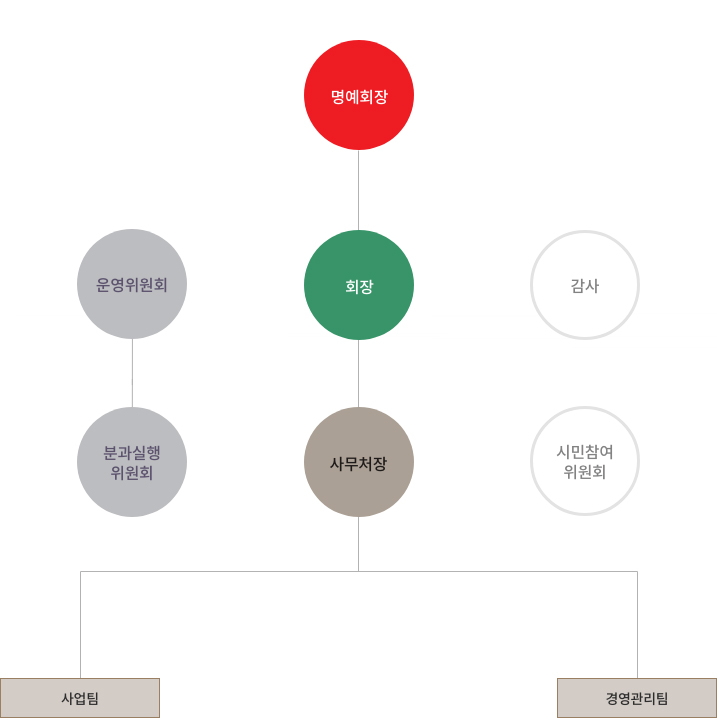 명예회장
운영위원회
회장
감사
분과실행
위원회
사무처장
시민참여
위원회
사업팀
경영관리팀